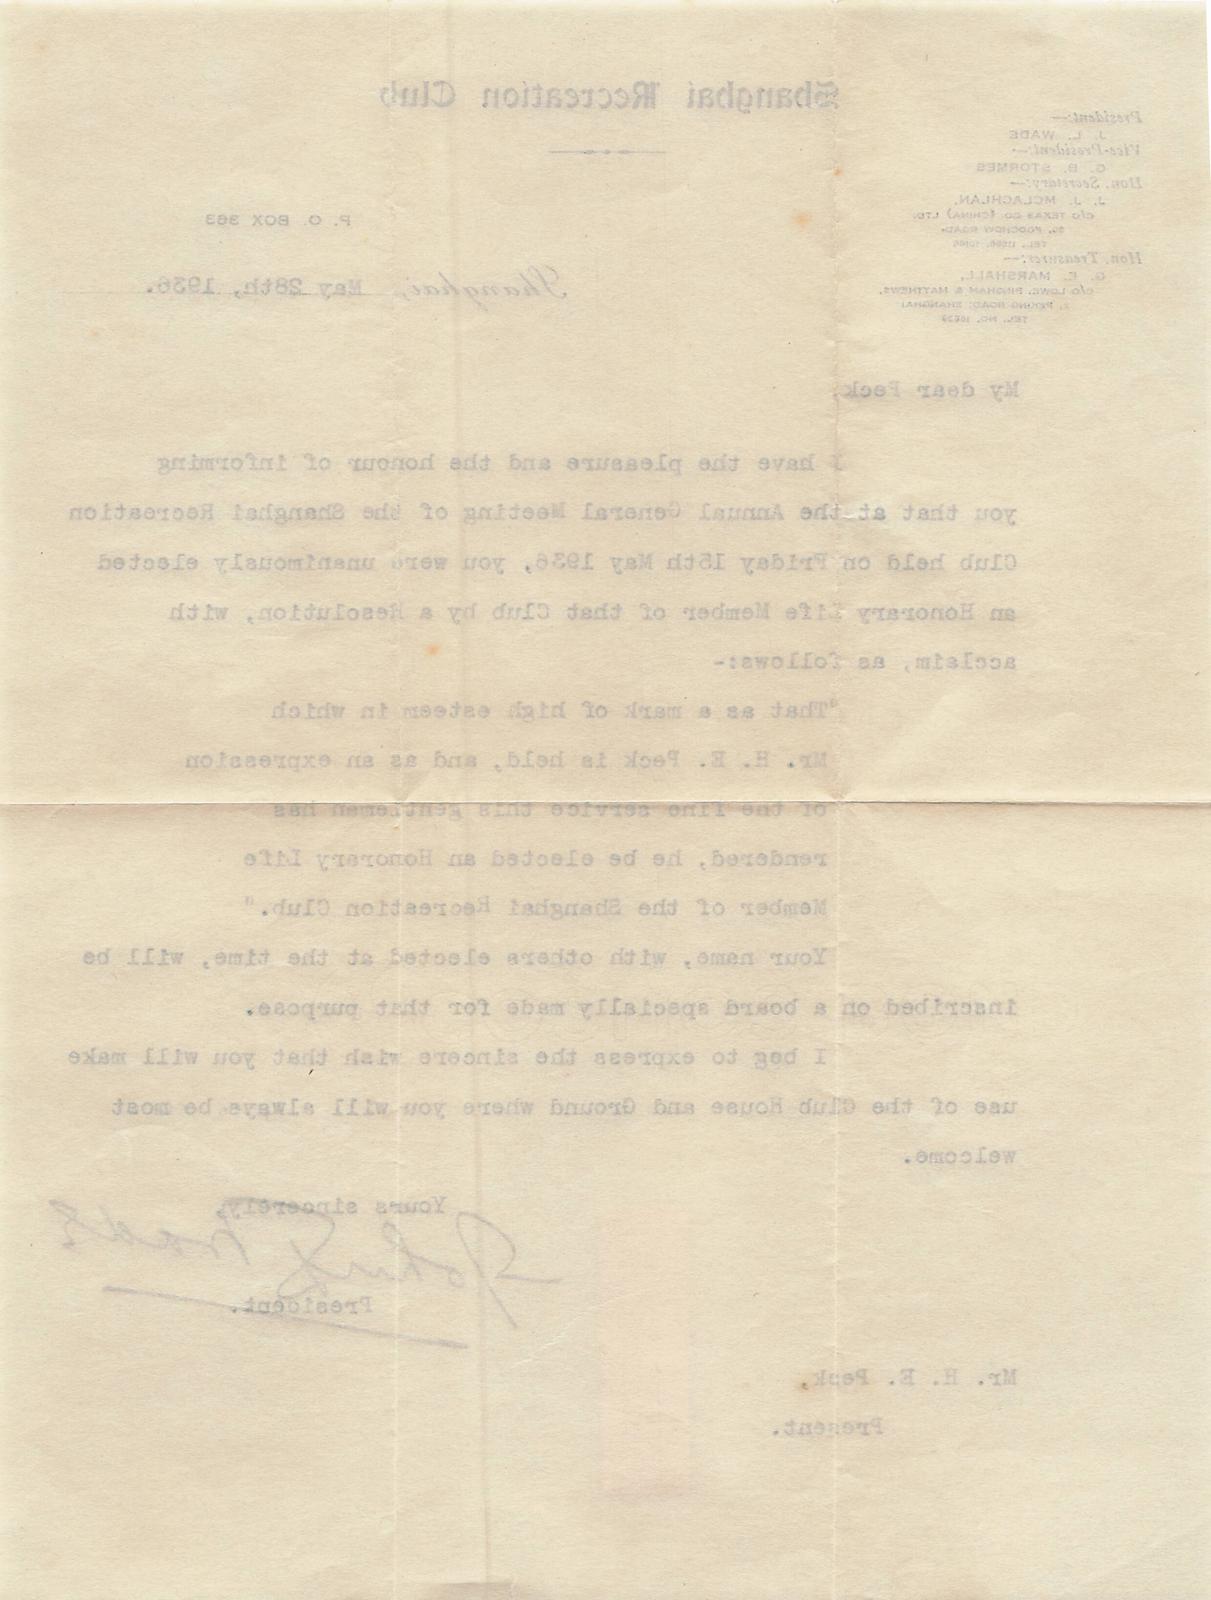 Shanghai Recreation Club
President:—
J. L. WADE
Vice-President:—
G. B. STORMES
Hon. Secretary:—
J. J. MCLACHLAN,
c/o TEXAS CO. (CHINA) LTD.
FOOCHOW ROAD.
Hon. Treasurer:—
G. E. MARSHALL,
c/o LOWE, BINGHAM & MATTHEWS,
PEKING ROAD; SHANGHAI
TEL. NO.
P. O. BOX 363
Shanghai, May 28th, 1936.
My dear Peck,
I have the pleasure and the honour of informing
you that at the Annual General Meeting of the Shanghai Recreation
Club held on Friday 15th May 1936, you were unanimously elected
an Honorary Life Member of that Club by a Resolution, with
acclaim, as follows:-
"That as a mark of high esteem in which
Mr. H. E. Peck is held, and as an expression
of the fine service this gentleman has
rendered, he be elected an Honorary Life
Member of the Shanghai Recreation Club."
Your name, with others elected at the time, will be
inscribed on a board specially made for that purpose.
I beg to express the sincere wish that you will make
use of the Club House and Ground where you will always be most
welcome.
Yours sincerely,
John L Wade
President.
Mr. H. E. Peck,
Present.